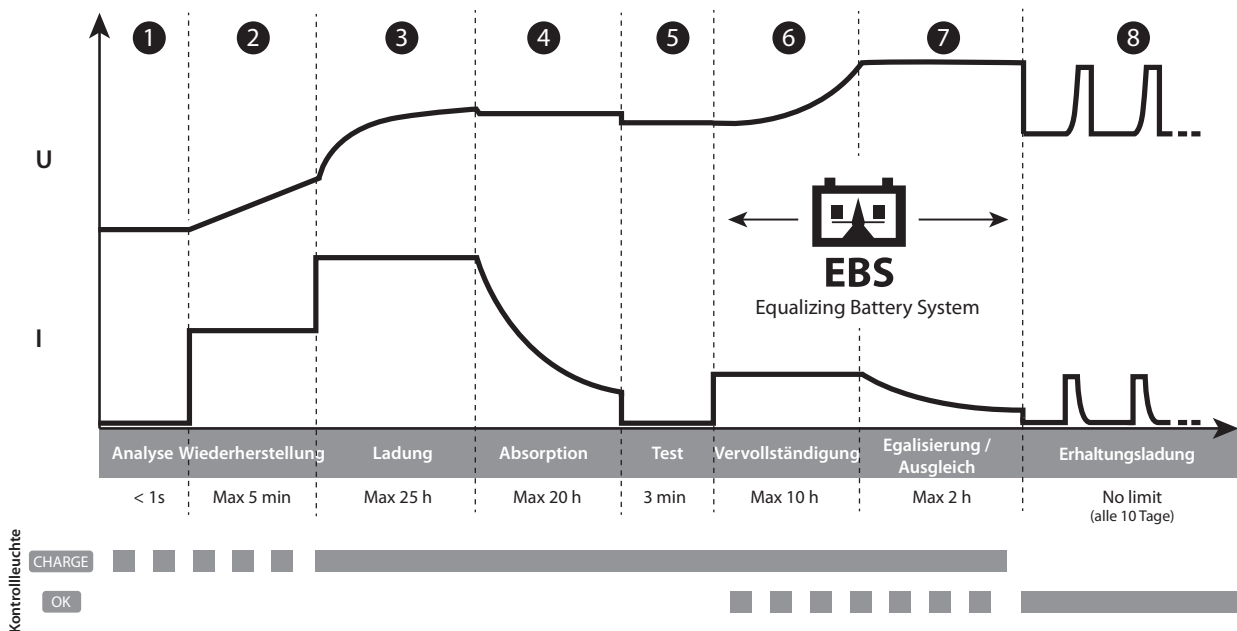 1 2 3 4 5 6 7 8
U
EBS
Equalizing Battery System
I
Analyse Wiederherstellung Ladung Absorption Test Vervollständigung Egalisierung / Ausgleich Erhaltungsladung
< 1s Max 5 min Max 25 h Max 20 h 3 min Max 10 h Max 2 h No limit
(alle 10 Tage)
Kontrollleuchte
CHARGE
OK